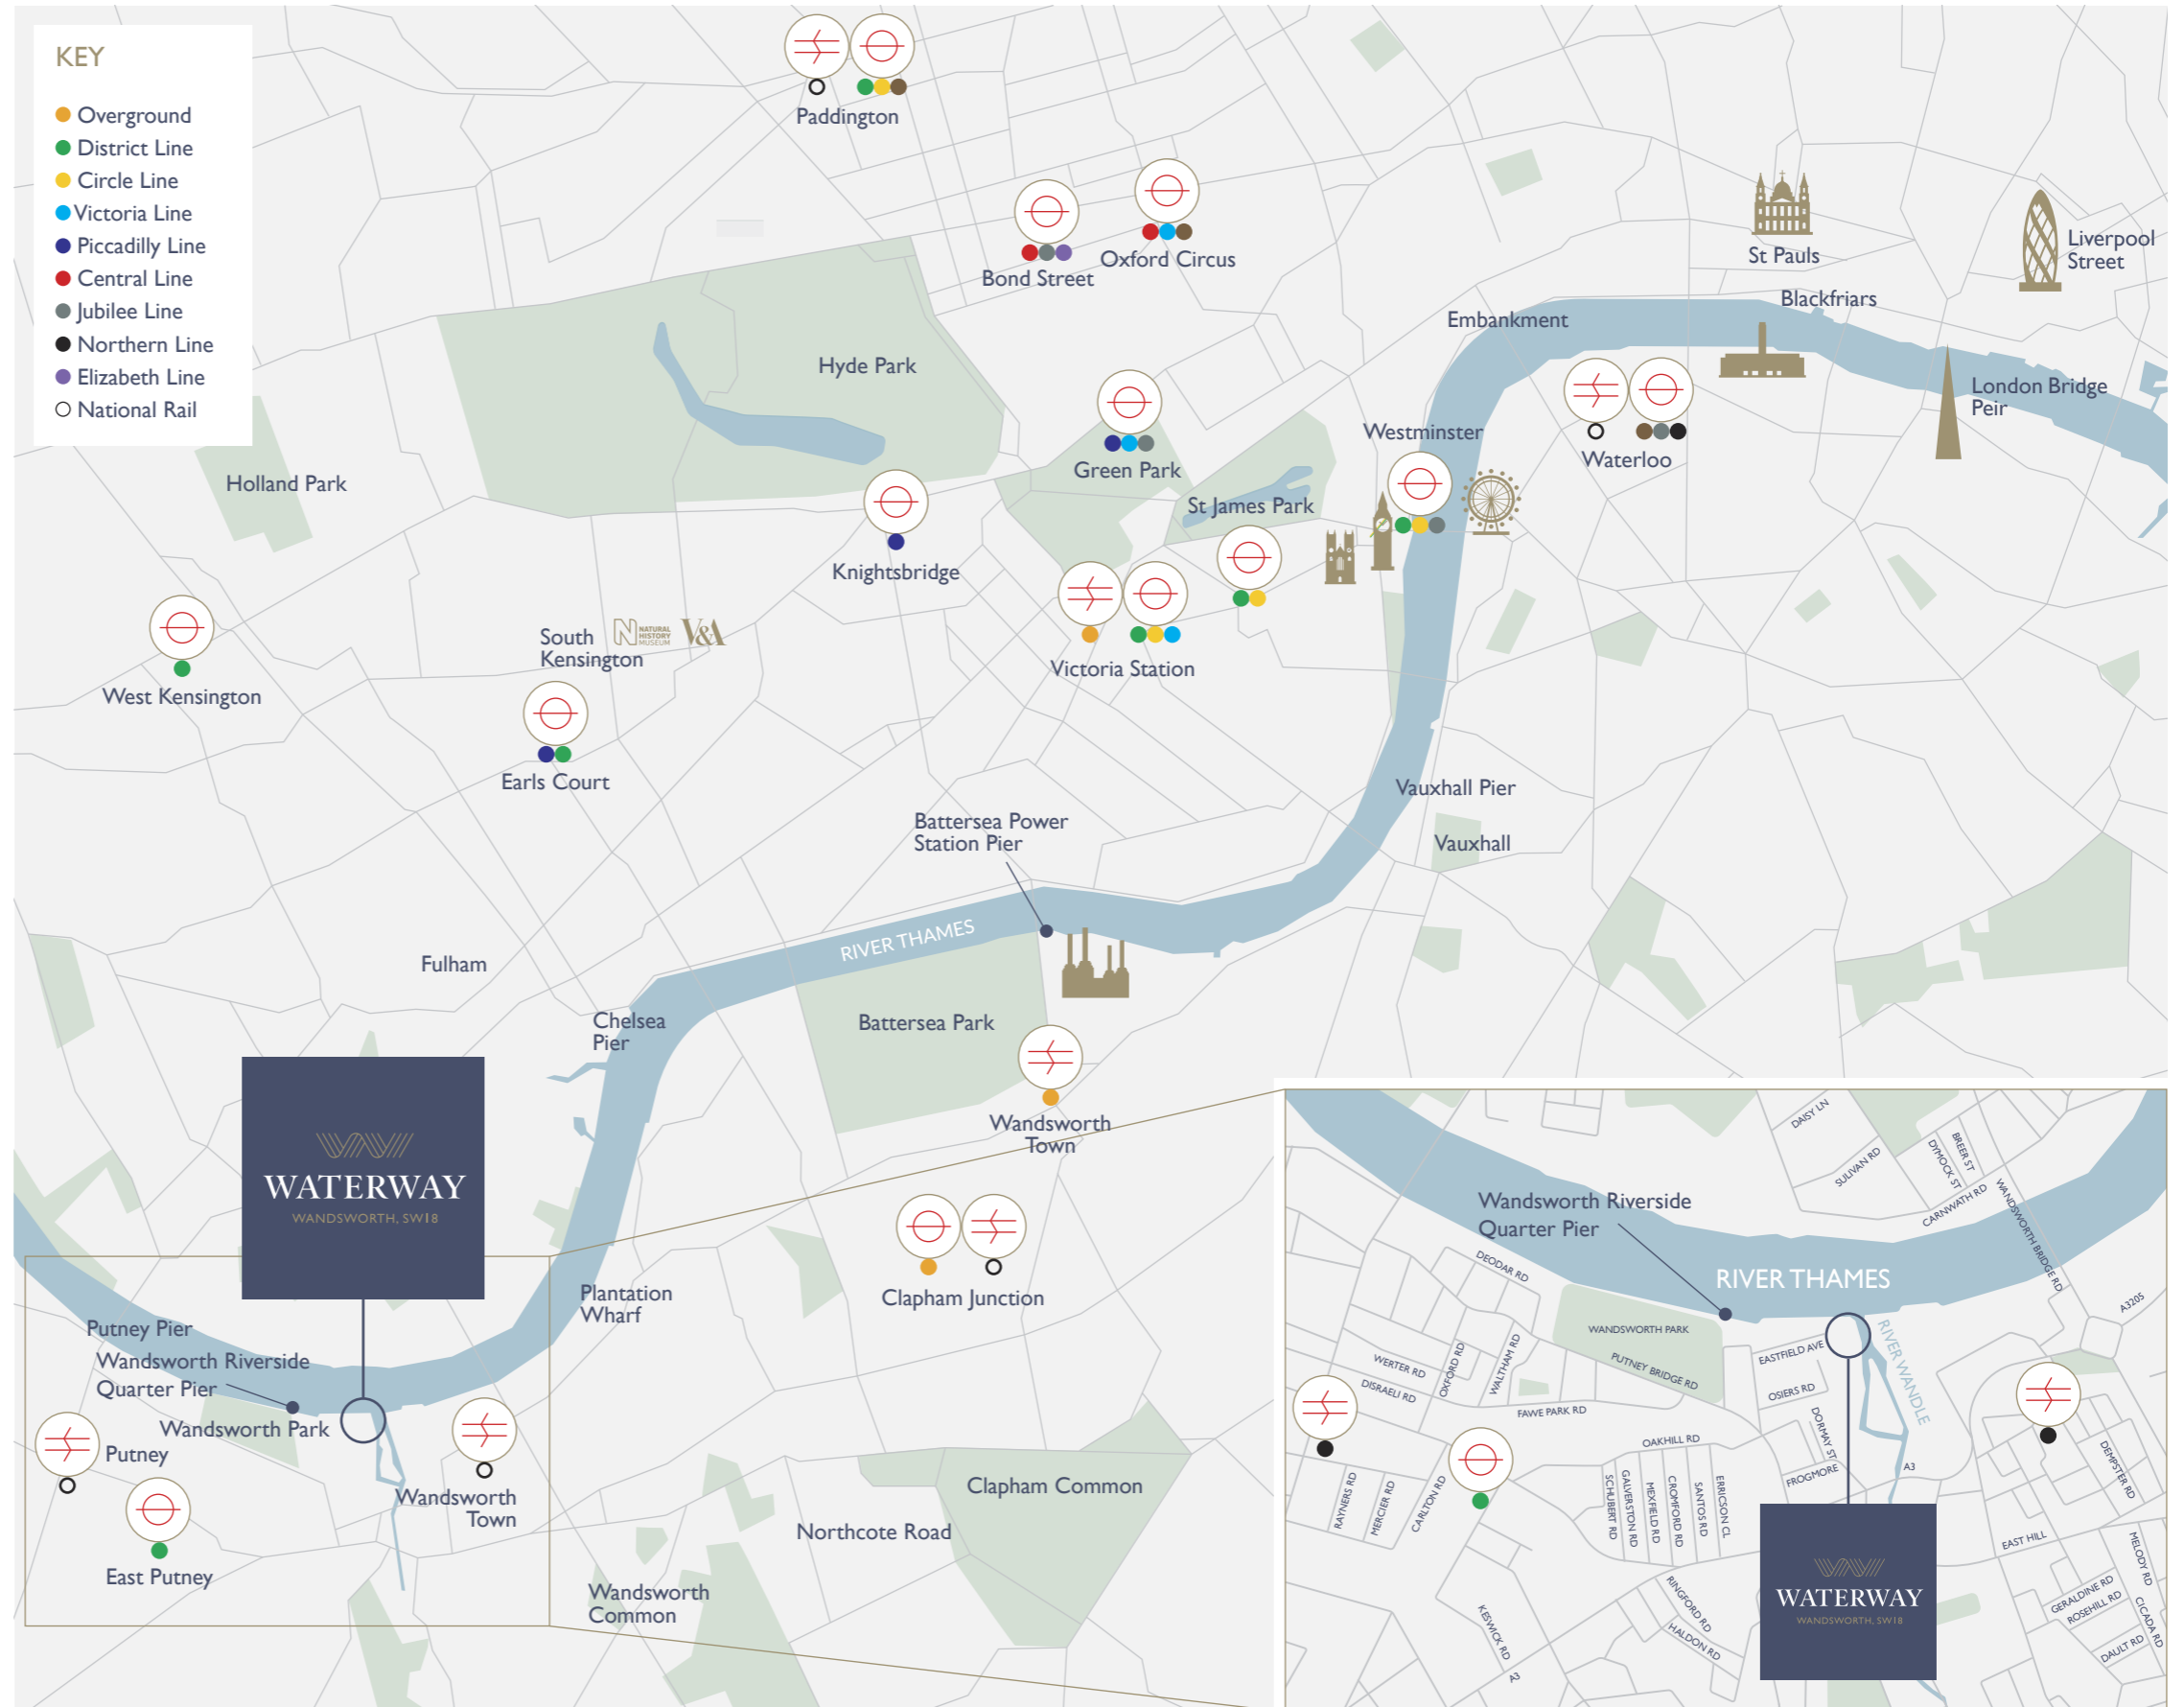 KEY
Overground
District Line
Circle Line
Victoria Line
Piccadilly Line
Central Line
Jubilee Line
Northern Line
Elizabeth Line
National Rail
Paddington
Bond Street
Oxford Circus
St Pauls
Liverpool
Street
Blackfriars
Embankment
Hyde Park
London Bridge
Peir
Westminster
Waterloo
Green Park
Holland Park
St James Park
Knightsbridge
South
Kensington
N NATURAL
HISTORY
MUSEUM
V&A
Victoria Station
West Kensington
Earls Court
Vauxhall Pier
Battersea Power
Station Pier
Vauxhall
RIVER THAMES
Fulham
Chelsea
Pier
Battersea Park
Wandsworth
Town
WATERWAY
WANDSWORTH, SW18
Clapham Junction
Plantation
Wharf
Putney Pier
Wandsworth Riverside
Quarter Pier
Wandsworth Park
Putney
Wandsworth
Town
East Putney
Clapham Common
Northcote Road
Wandsworth
Common
DAISY LN
SULIVAN RD
BREER ST
DYMOCK ST
CARNWATH RD
WANDSWORTH BRIDGE RD
Wandsworth Riverside
Quarter Pier
RIVER THAMES
A3205
DEODAR RD
WANDSWORTH PARK
PUTNEY BRIDGE RD
EASTFIELD AVE
RIVER WANDLE
WERTER RD
OXFORD RD
WALTHAM RD
DISRAELI RD
OSIERS RD
FAWE PARK RD
DORMAY ST
OAKHILL RD
FROGMORE
A3
DEMPSTER RD
RAYNERS RD
MERCIER RD
CARLTON RD
SCHUBERT RD
GALVERSTON RD
MEXFIELD RD
CROMFORD RD
SANTOS RD
ERRICSON CL
EAST HILL
MELODY RD
WATERWAY
WANDSWORTH, SW18
RINGFORD RD
HALDON RD
KESWICK RD
A3
GERALDINE RD
ROSEHILL RD
CICADA RD
DAULT RD